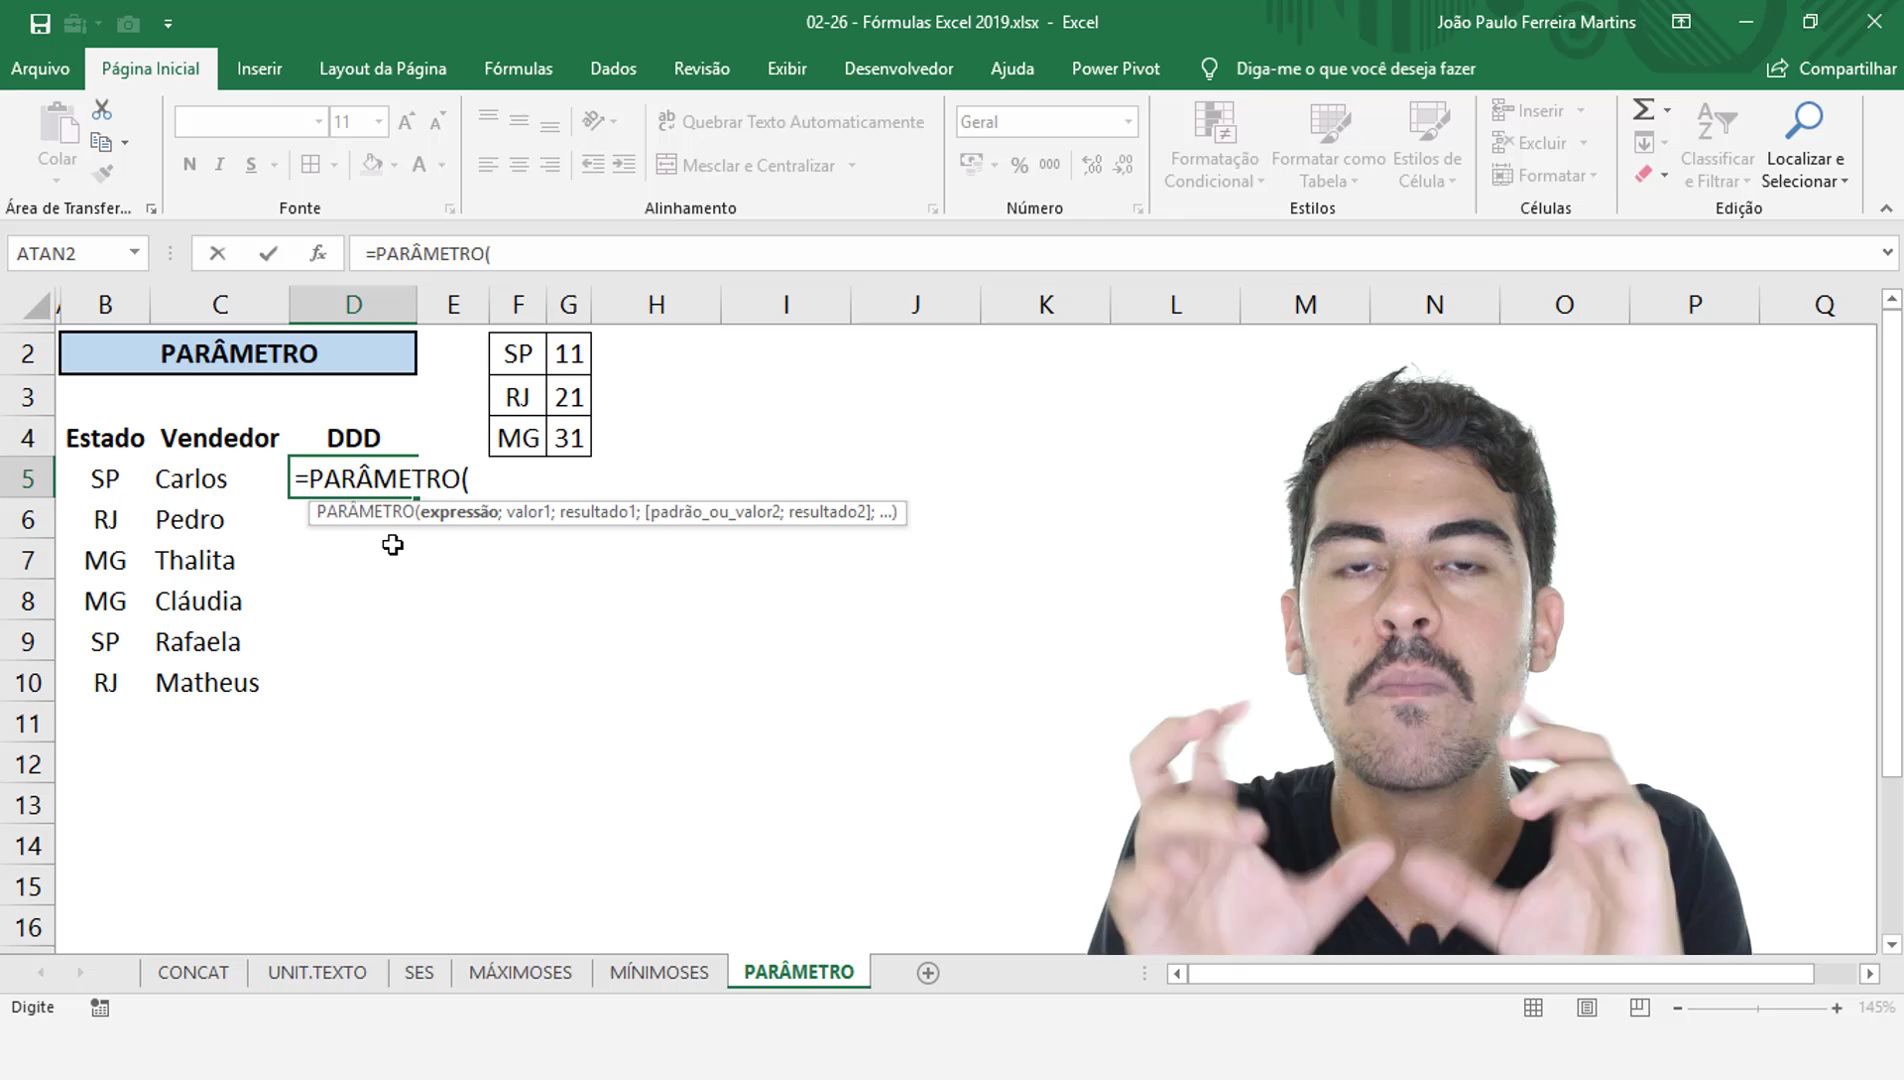 02-26 - Fórmulas Excel 2019.xlsx - Excel
João Paulo Ferreira Martins
Arquivo Página Inicial Inserir Layout da Página Fórmulas Dados Revisão Exibir Desenvolvedor Ajuda Power Pivot Diga-me o que você deseja fazer Compartilhar
Colar
11
Quebrar Texto Automaticamente
Geral
N I S
Mesclar e Centralizar
% 000
Formatação Condicional
Formatar como Tabela
Estilos de Célula
Inserir
Excluir
Formatar
Classificar e Filtrar
Localizar e Selecionar
Área de Transfer... Fonte Alinhamento Número Estilos Células Edição
ATAN2 fx =PARÂMETRO(
B C D E F G H I J K L M N O P Q
2 PARÂMETRO SP 11
3 RJ 21
4 Estado Vendedor DDD MG 31
5 SP Carlos =PARÂMETRO(
PARÂMETRO(expressão; valor1; resultado1; [padrão_ou_valor2; resultado2]; ...)
6 RJ Pedro
7 MG Thalita
8 MG Cláudia
9 SP Rafaela
10 RJ Matheus
11
12
13
14
15
16
CONCAT UNIT.TEXTO SES MÁXIMOSES MÍNIMOSES PARÂMETRO
Digite
145%